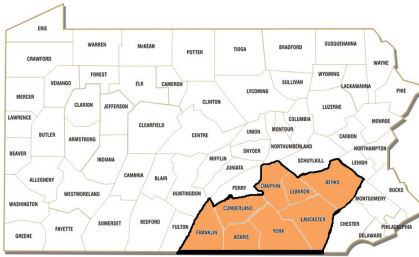 ERIE
CRAWFORD
WARREN
McKEAN
POTTER
TIOGA
BRADFORD
SUSQUEHANNA
WAYNE
WYOMING
LACKAWANNA
PIKE
MERCER
VENANGO
FOREST
ELK
CAMERON
SULLIVAN
LYCOMING
CLINTON
LUZERNE
MONROE
LAWRENCE
BUTLER
CLARION
JEFFERSON
CLEARFIELD
CENTRE
UNION
MONTOUR
COLUMBIA
CARBON
NORTHAMPTON
BEAVER
ARMSTRONG
INDIANA
SNYDER
NORTHUMBERLAND
SCHUYLKILL
LEHIGH
ALLEGHENY
WESTMORELAND
CAMBRIA
BLAIR
MIFFLIN
JUNIATA
HUNTINGDON
PERRY
DAUPHIN
LEBANON
BERKS
BUCKS
MONTGOMERY
WASHINGTON
CUMBERLAND
LANCASTER
PHILADELPHIA
CHESTER
DELAWARE
GREENE
FAYETTE
SOMERSET
BEDFORD
FULTON
FRANKLIN
ADAMS
YORK